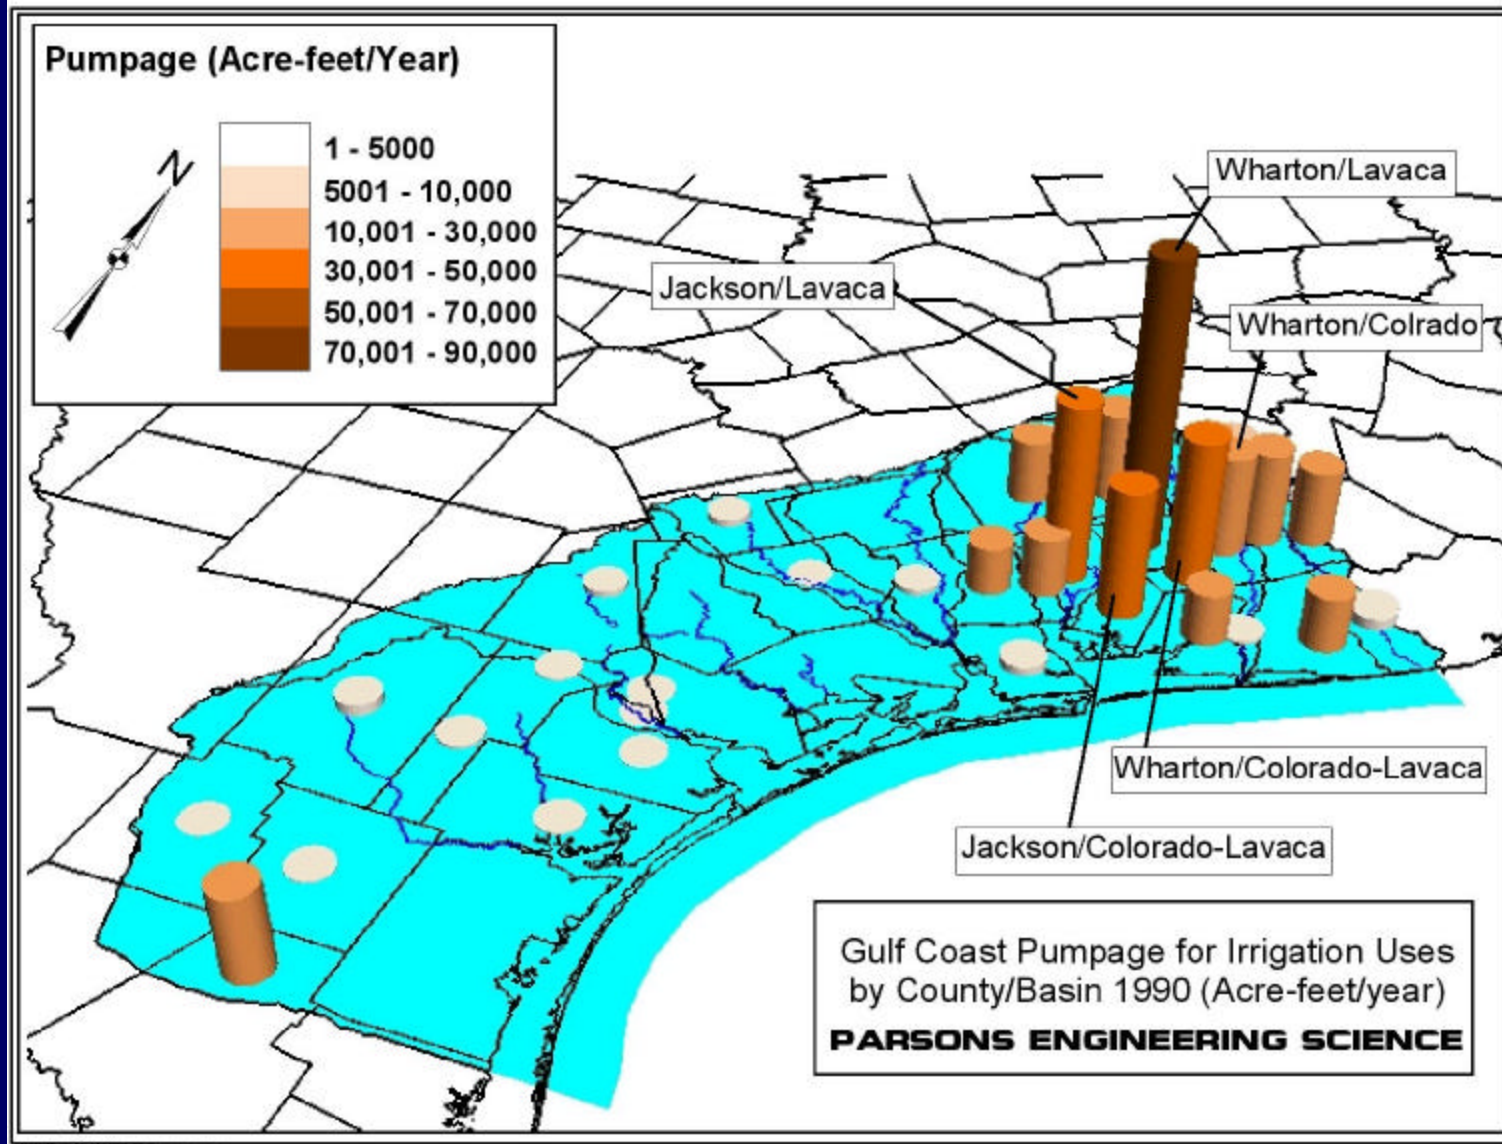 Pumpage (Acre-feet/Year)
N
1 - 5000
5001 - 10,000
10,001 - 30,000
30,001 - 50,000
50,001 - 70,000
70,001 - 90,000
Wharton/Lavaca
Jackson/Lavaca
Wharton/Colrado
Wharton/Colorado-Lavaca
Jackson/Colorado-Lavaca
Gulf Coast Pumpage for Irrigation Uses
by County/Basin 1990 (Acre-feet/year)
PARSONS ENGINEERING SCIENCE